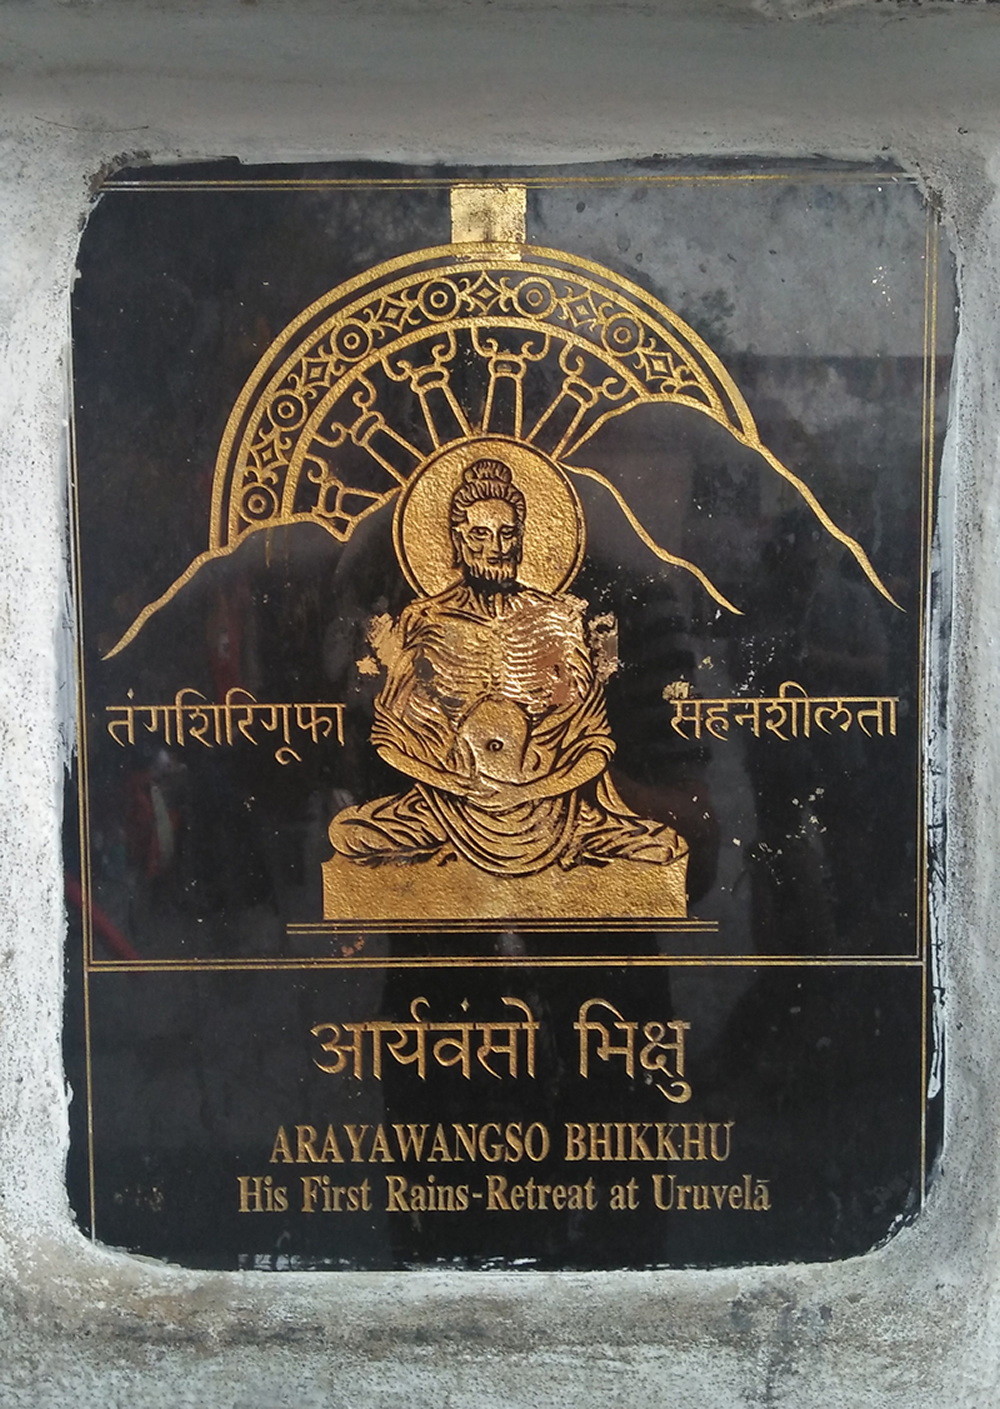 तंगशिरिगूफा सहनशीलता
आर्यवंसो भिक्षु
ARAYAWANGSO BHIKKHU
His First Rains-Retreat at Uruvelā